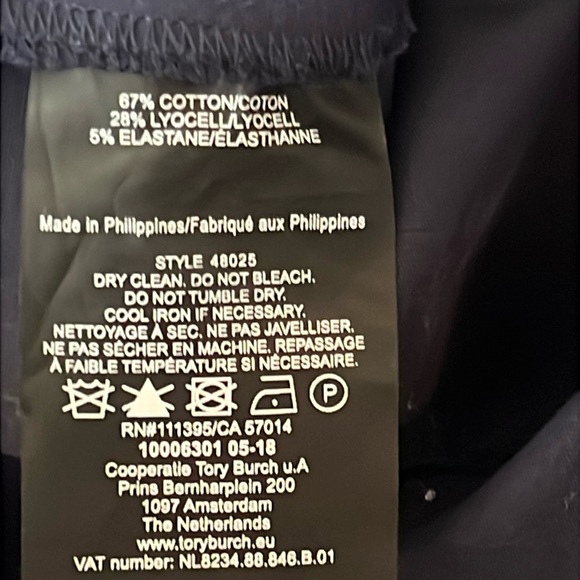 67% COTTON/COTON
28% LYOCELL/LYOCELL
5% ELASTANE/ÉLASTHANNE
Made in Philippines/Fabriqué aux Philippines
STYLE 48025
DRY CLEAN. DO NOT BLEACH.
DO NOT TUMBLE DRY.
COOL IRON IF NECESSARY.
NETTOYAGE À SEC. NE PAS JAVELLISER.
NE PAS SÉCHER EN MACHINE. REPASSAGE
À FAIBLE TEMPÉRATURE SI NÉCESSAIRE.
P
RN#111395/CA 57014
10006301 05-18
Cooperatie Tory Burch u.A
Prins Bernharplein 200
1097 Amsterdam
The Netherlands
www.toryburch.eu
VAT number: NL8234.88.846.B.01